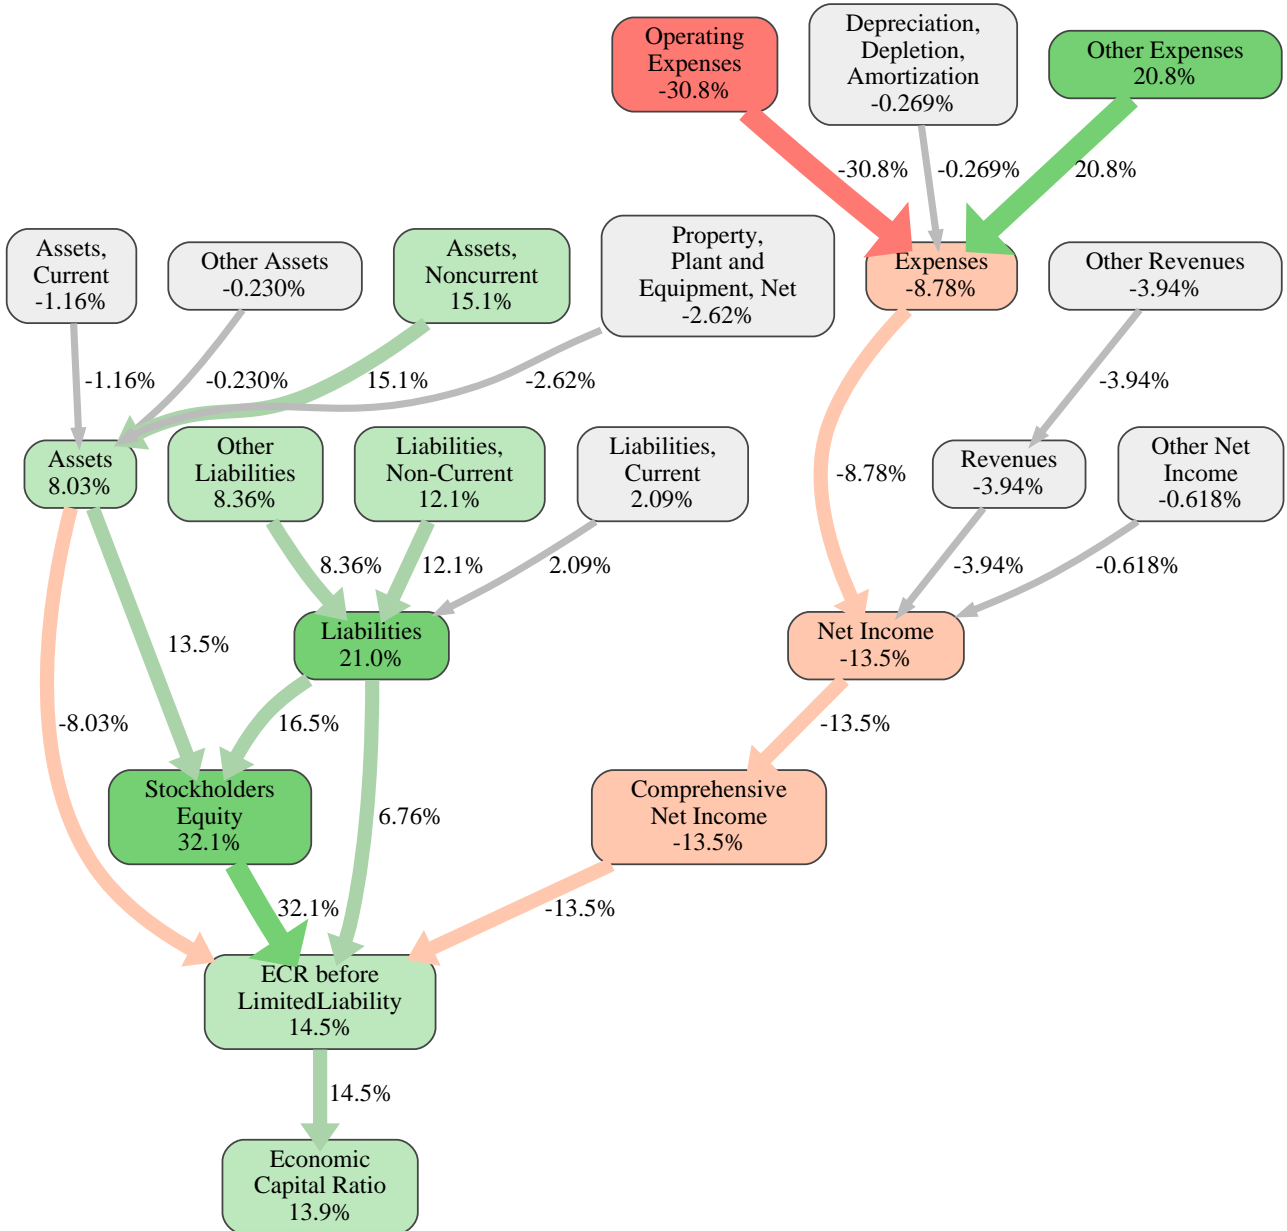 Operating
Expenses
-30.8%
Depreciation,
Depletion,
Amortization
-0.269%
Other Expenses
20.8%
-30.8%
-0.269%
20.8%
Assets,
Current
-1.16%
Other Assets
-0.230%
Assets,
Noncurrent
15.1%
Property,
Plant and
Equipment, Net
-2.62%
Expenses
-8.78%
Other Revenues
-3.94%
-1.16%
-0.230%
15.1%
-2.62%
-3.94%
Assets
8.03%
Other
Liabilities
8.36%
Liabilities,
Non-Current
12.1%
Liabilities,
Current
2.09%
-8.78%
Revenues
-3.94%
Other Net
Income
-0.618%
8.36%
12.1%
2.09%
-3.94%
-0.618%
13.5%
Liabilities
21.0%
Net Income
-13.5%
-8.03%
16.5%
-13.5%
Stockholders
Equity
32.1%
6.76%
Comprehensive
Net Income
-13.5%
32.1%
-13.5%
ECR before
LimitedLiability
14.5%
14.5%
Economic
Capital Ratio
13.9%